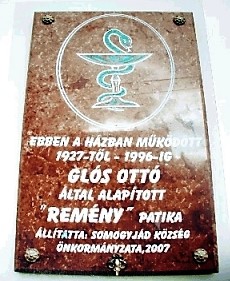 EBBEN A HÁZBAN MŰKÖDÖTT
1927-TŐL - 1996-IG -
GLÓS OTTÓ
ÁLTAL ALAPÍTOTT
"REMÉNY" PATIKA
ÁLLÍTATTA: SOMOGYJÁD KÖZSÉG
ÖNKORMÁNYZATA, 2007